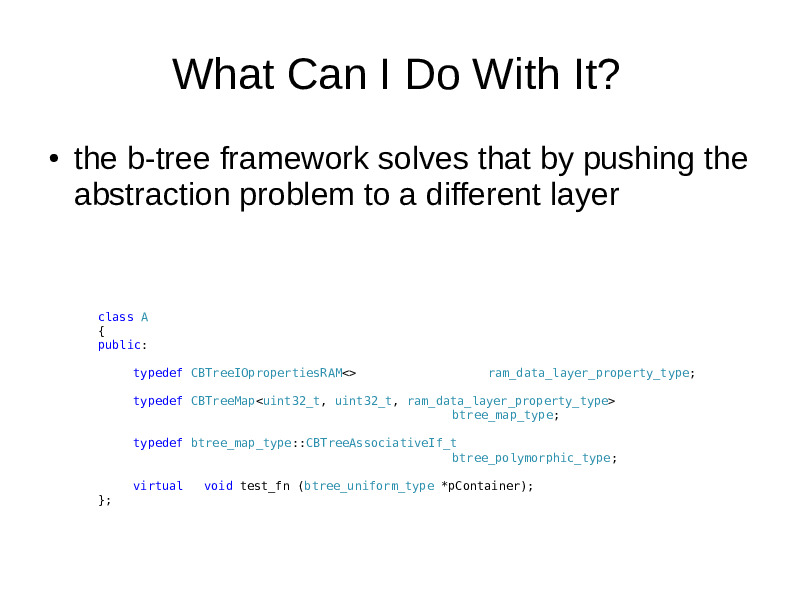 What Can I Do With It?
• the b-tree framework solves that by pushing the
abstraction problem to a different layer
class A
{
public:
typedef CBTreeIOpropertiesRAM<> ram_data_layer_property_type;
typedef CBTreeMap<uint32_t, uint32_t, ram_data_layer_property_type>
btree_map_type;
typedef btree_map_type::CBTreeAssociativeIf_t
btree_polymorphic_type;
virtual void test_fn (btree_uniform_type *pContainer);
};